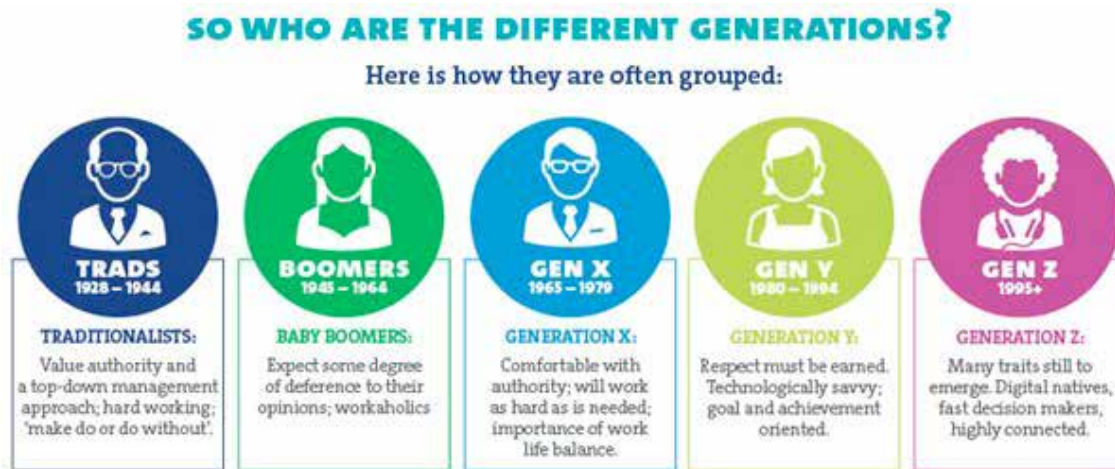 SO WHO ARE THE DIFFERENT GENERATIONS?
Here is how they are often grouped:
TRADS
1928 – 1944
TRADITIONALISTS:
Value authority and
a top-down management
approach; hard working;
'make do or do without'.
BOOMERS
1945 – 1964
BABY BOOMERS:
Expect some degree
of deference to their
opinions; workaholics
GEN X
1965 – 1979
GENERATION X:
Comfortable with
authority; will work
as hard as is needed;
importance of work
life balance.
GEN Y
1980 – 1994
GENERATION Y:
Respect must be earned.
Technologically savvy;
goal and achievement
oriented.
GEN Z
1995+
GENERATION Z:
Many traits still to
emerge. Digital natives,
fast decision makers,
highly connected.